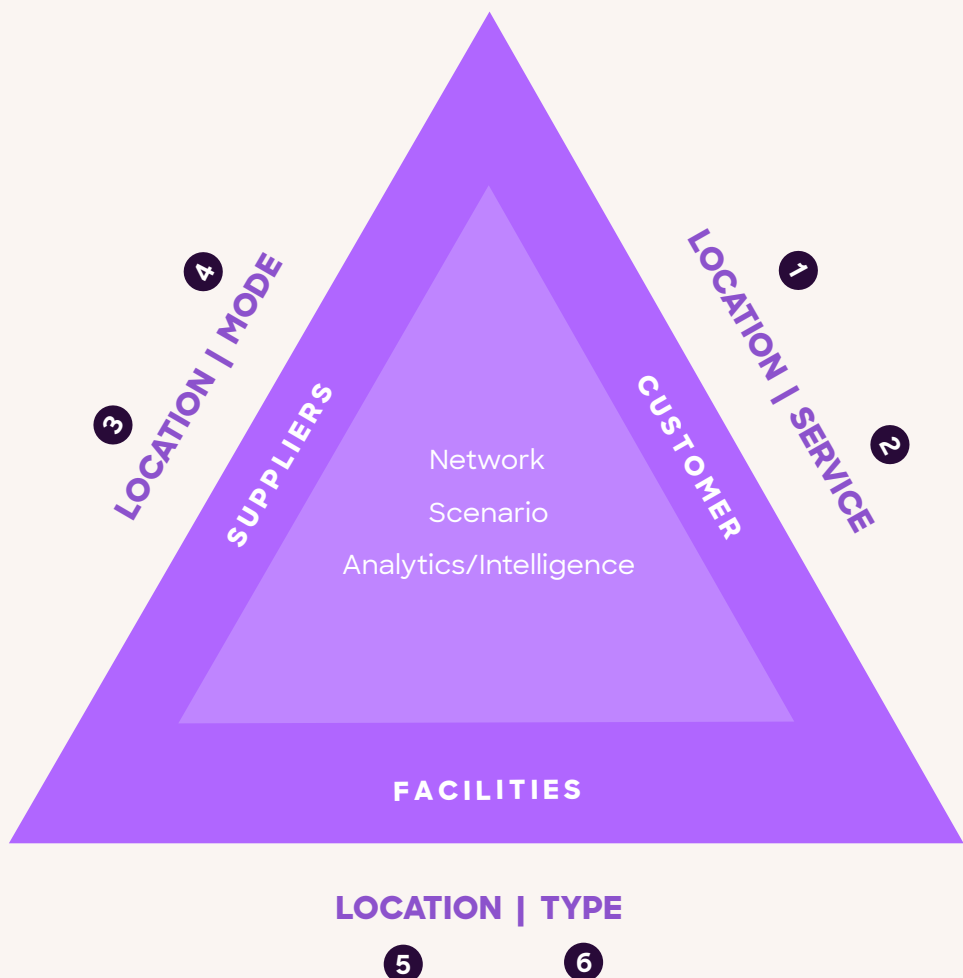 4
LOCATION | MODE
3
SUPPLIERS
1
LOCATION | SERVICE
2
CUSTOMER
Network
Scenario
Analytics/Intelligence
FACILITIES
LOCATION | TYPE
5
6